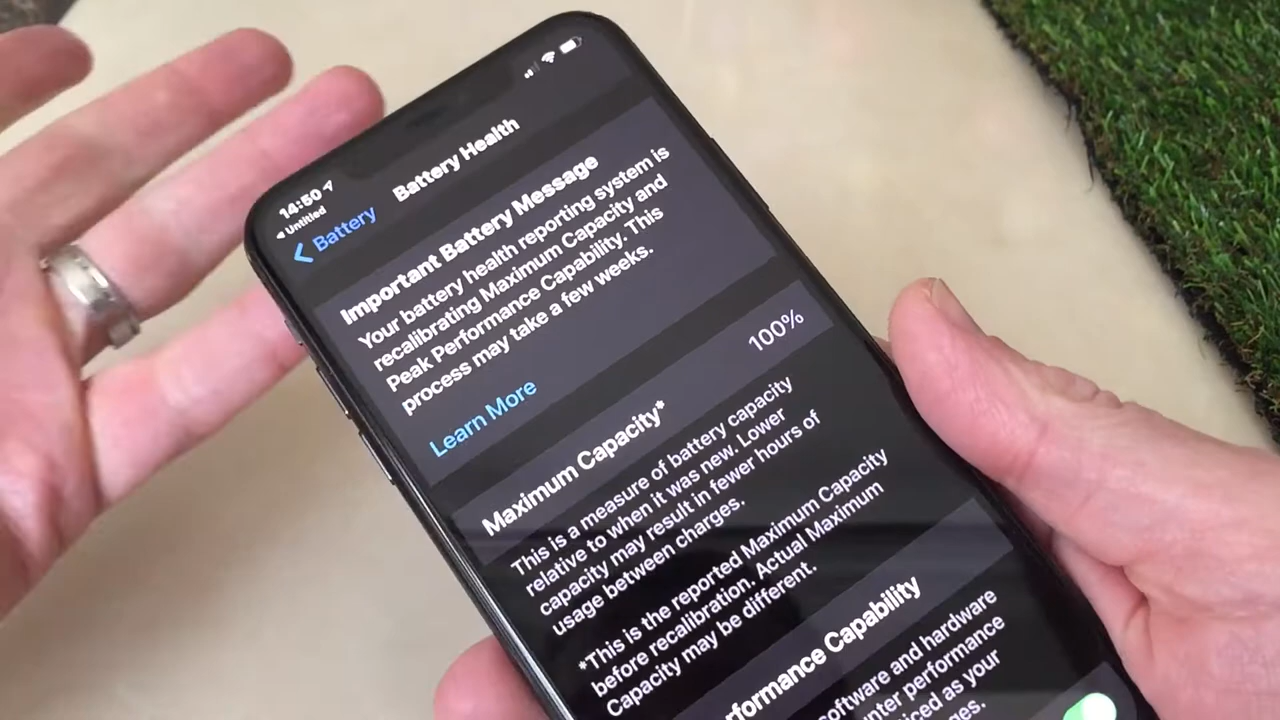 14:50
Untitled
Battery
Battery Health
Important Battery Message
Your battery health reporting system is
recalibrating Maximum Capacity and
Peak Performance Capability. This
process may take a few weeks.
Learn More
Maximum Capacity*
100%
This is a measure of battery capacity
relative to when it was new. Lower
capacity may result in fewer hours of
usage between charges.
*This is the reported Maximum Capacity
before recalibration. Actual Maximum
Capacity may be different.
rformance Capability
software and hardware
unter performance
iced as your
ges.